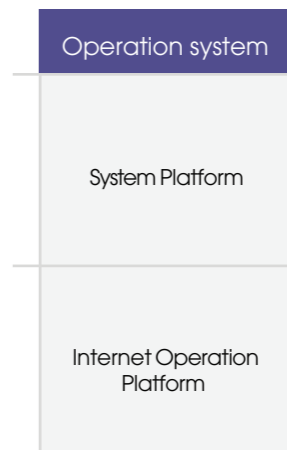 Operation system
System Platform
Internet Operation
Platform